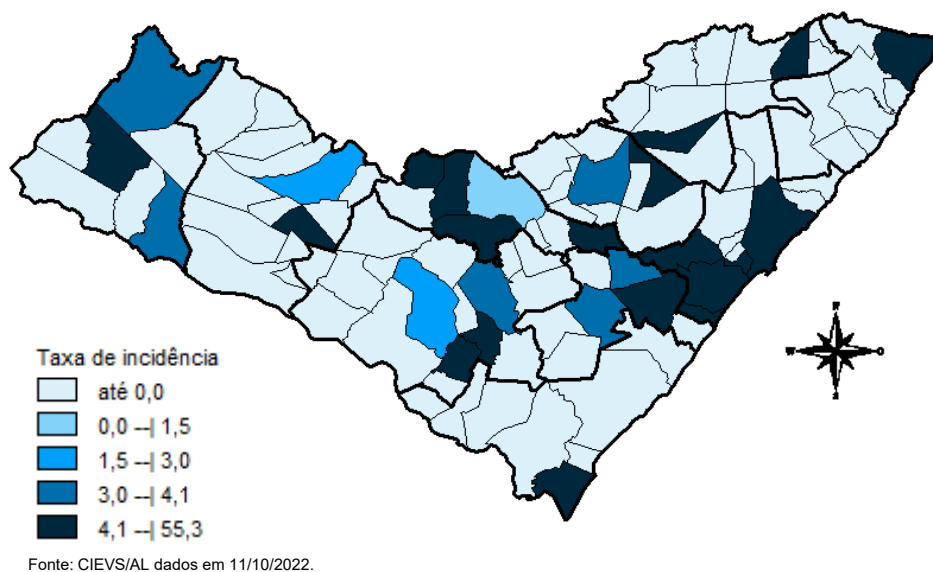 Taxa de incidência
até 0,0
0,0 --| 1,5
1,5 --| 3,0
3,0 --| 4,1
4,1 --| 55,3
Fonte: CIEVS/AL dados em 11/10/2022.